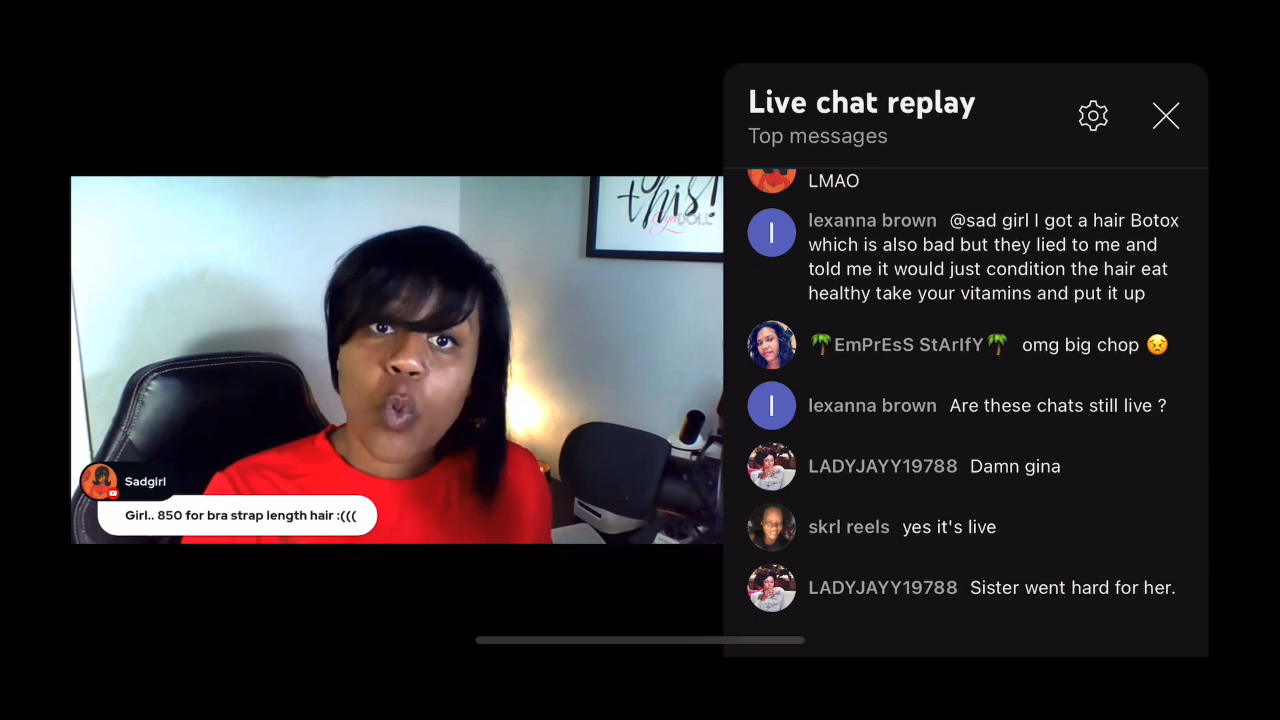 this!
Sadgirl
Girl.. 850 for bra strap length hair :(((
Live chat replay
Top messages
LMAO
I
lexanna brown @sad girl I got a hair Botox
which is also bad but they lied to me and
told me it would just condition the hair eat
healthy take your vitamins and put it up
🌴EmPrEsS StArIfY🌴 omg big chop 😣
I
lexanna brown Are these chats still live ?
LADYJAYY19788 Damn gina
skrl reels yes it's live
LADYJAYY19788 Sister went hard for her.